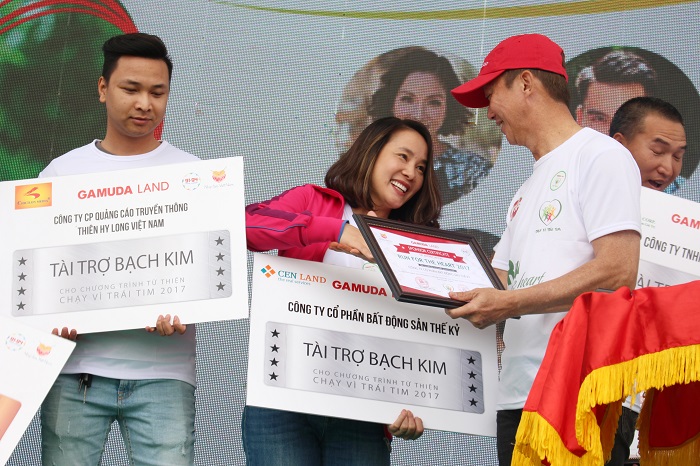 GAMUDA LAND
CÔNG TY CP QUẢNG CÁO TRUYỀN THÔNG
THIÊN HY LONG VIỆT NAM
TÀI TRỢ BẠCH KIM
CHO CHƯƠNG TRÌNH TỪ THIỆN
CHẠY VÌ TRÁI TIM 2017
RUN FOR THE HEART 2017
CEN LAND
GAMUDA
CÔNG TY CỔ PHẦN BẤT ĐỘNG SẢN THẾ KỶ
TÀI TRỢ BẠCH KIM
CHO CHƯƠNG TRÌNH TỪ THIỆN
CHẠY VÌ TRÁI TIM 2017
heart
CÔNG TY TNH